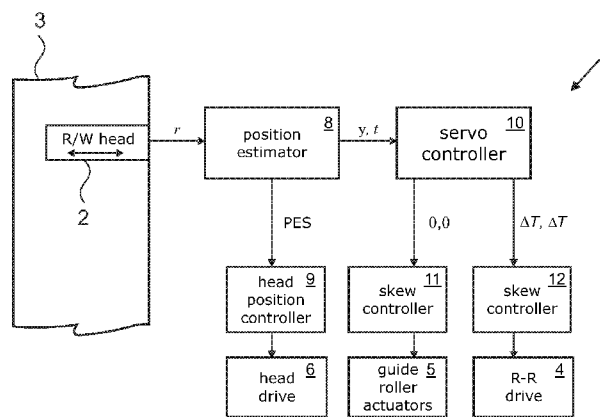 3
R/W head
2
r
position
estimator
8
y, t
servo
controller
10
PES
0,0
ΔT, ΔT
head
position
controller
9
skew
controller
11
skew
controller
12
head
drive
6
guide
roller
actuators
5
R-R
drive
4